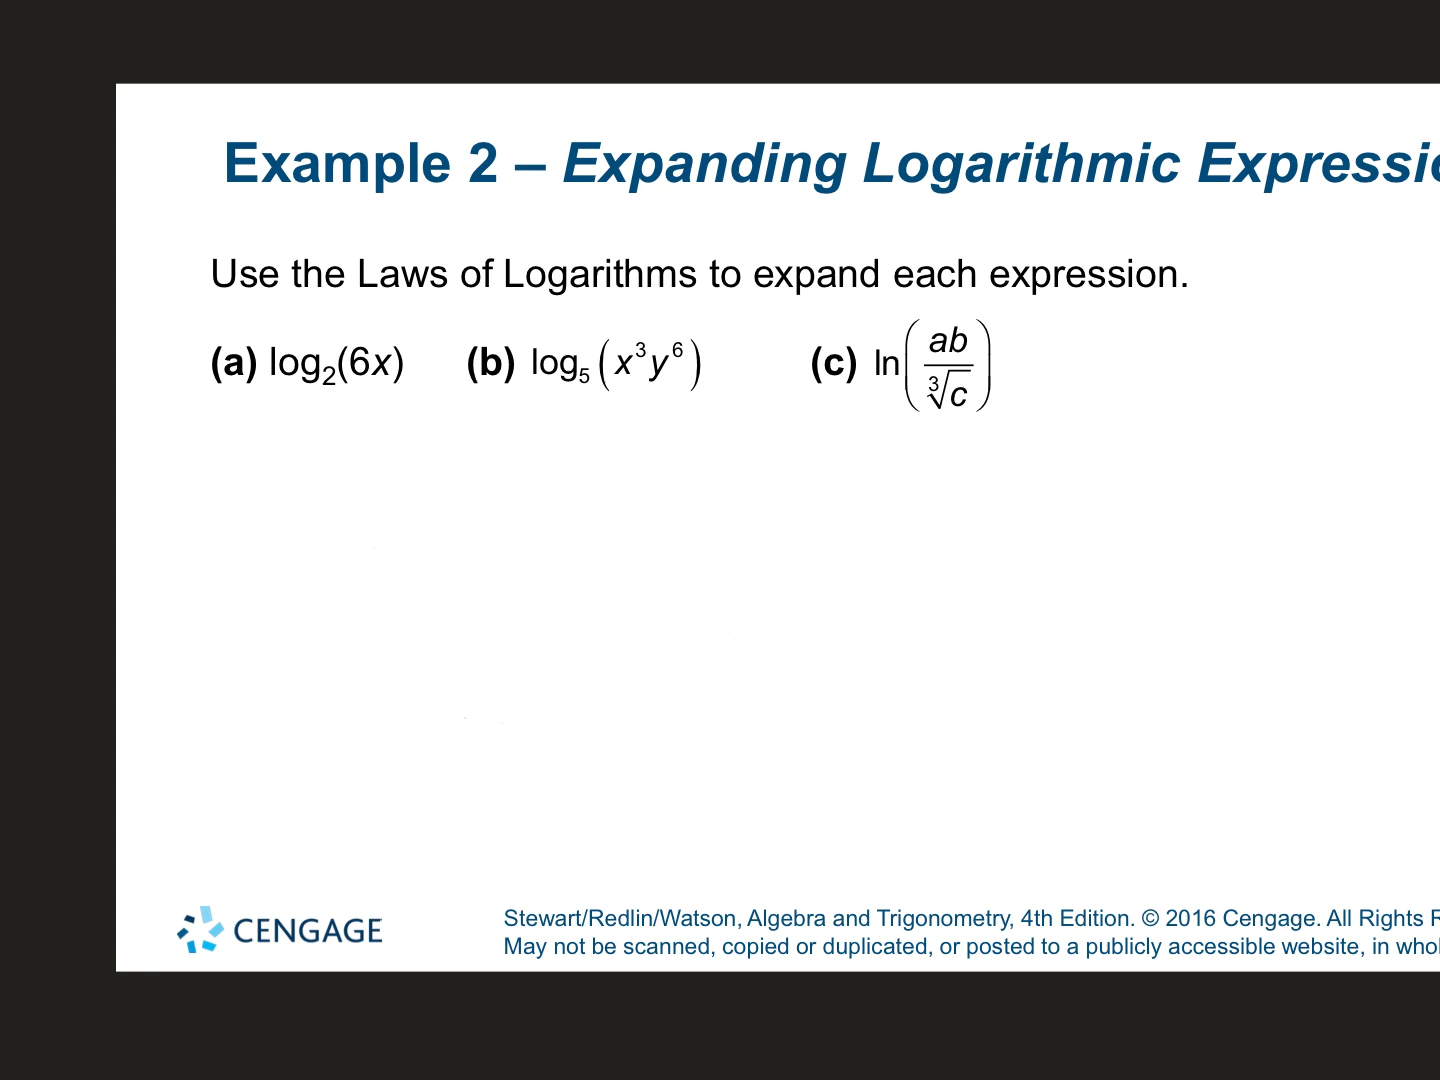 Example 2 – Expanding Logarithmic
Use the Laws of Logarithms to expand each expression.
(a) log₂(6x) (b) log₅(x³y⁶) (c) ln(ab/∛c)
CENGAGE
Stewart/Redlin/Watson, Algebra and Trigonometry, 4th Edition. © 2016 Cengage. All Rights
May not be scanned, copied or duplicated, or posted to a publicly accessible website, in